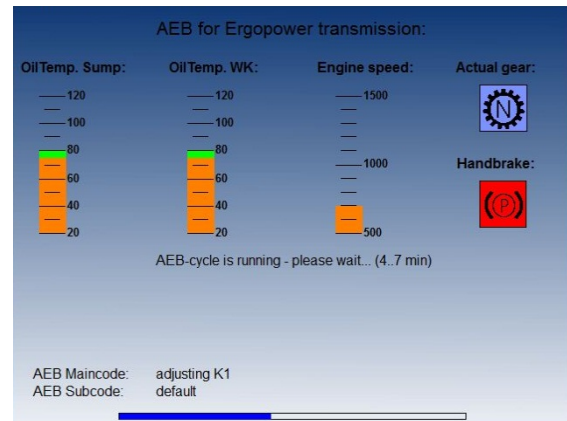 AEB for Ergopower transmission:
OilTemp. Sump: OilTemp. WK: Engine speed: Actual gear:
120 120 1500
100 100
N
80 80
1000 Handbrake:
60 60
40 40
(P)
20 20 500
AEB-cycle is running - please wait... (4..7 min)
AEB Maincode: adjusting K1
AEB Subcode: default